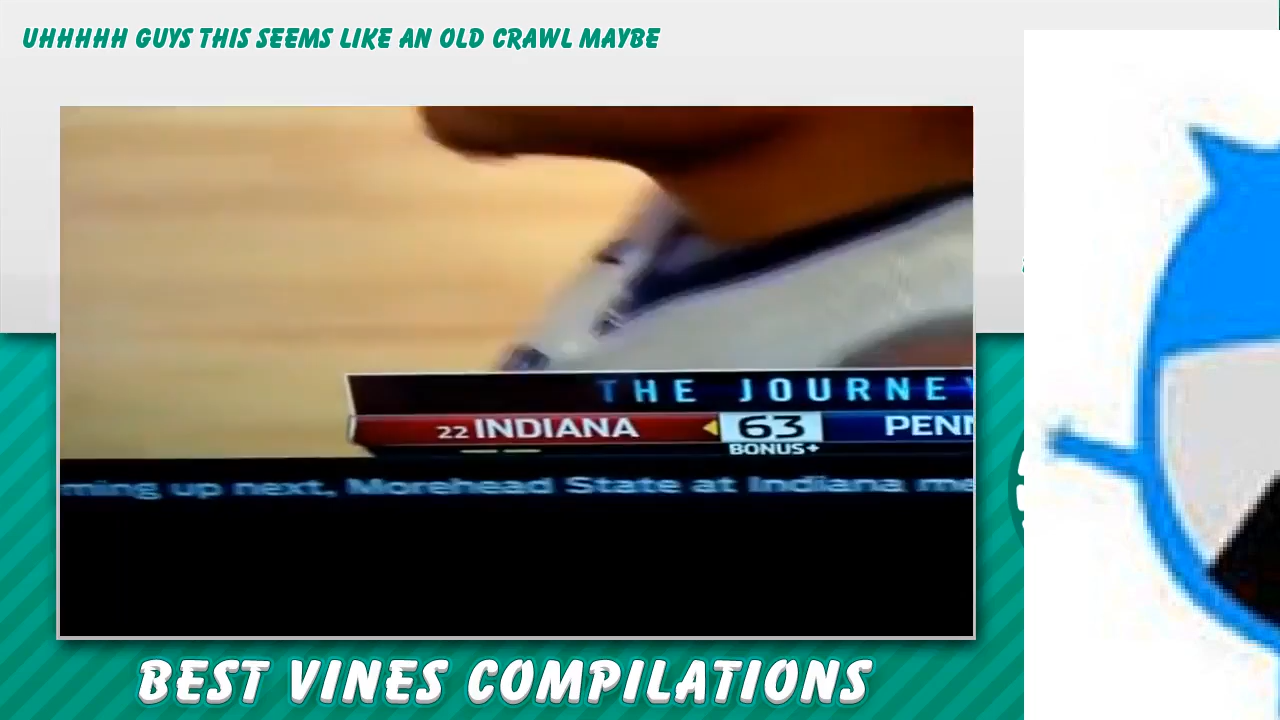 UHHHHH GUYS THIS SEEMS LIKE AN OLD CRAWL MAYBE
THE JOURNEY
22 INDIANA 63 PENN
BONUS+
ming up next, Morehead State at Indiana me
BEST VINES COMPILATIONS